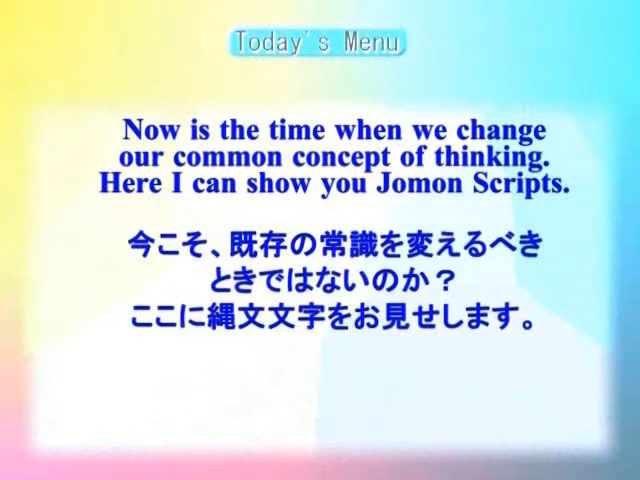 Today's Menu
Now is the time when we change
our common concept of thinking.
Here I can show you Jomon Scripts.
今こそ、既存の常識を変えるべき
ときではないのか？
ここに縄文文字をお見せします。